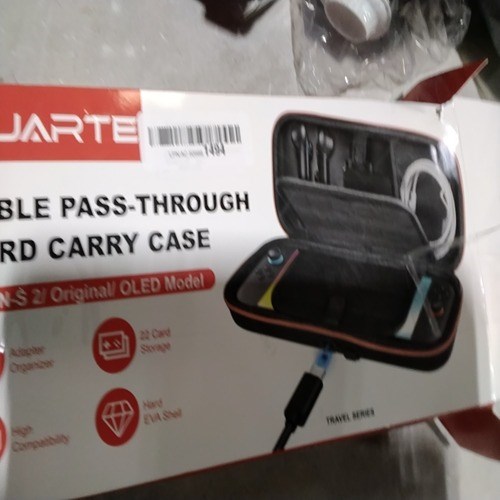 UARTE
1494
BLE PASS-THROUGH
RD CARRY CASE
N-S 2/ Original/ OLED Model
Adapter
Organizer
22 Card
Storage
High
Compatibility
Hard
EVA Shell
TRAVEL SERIES